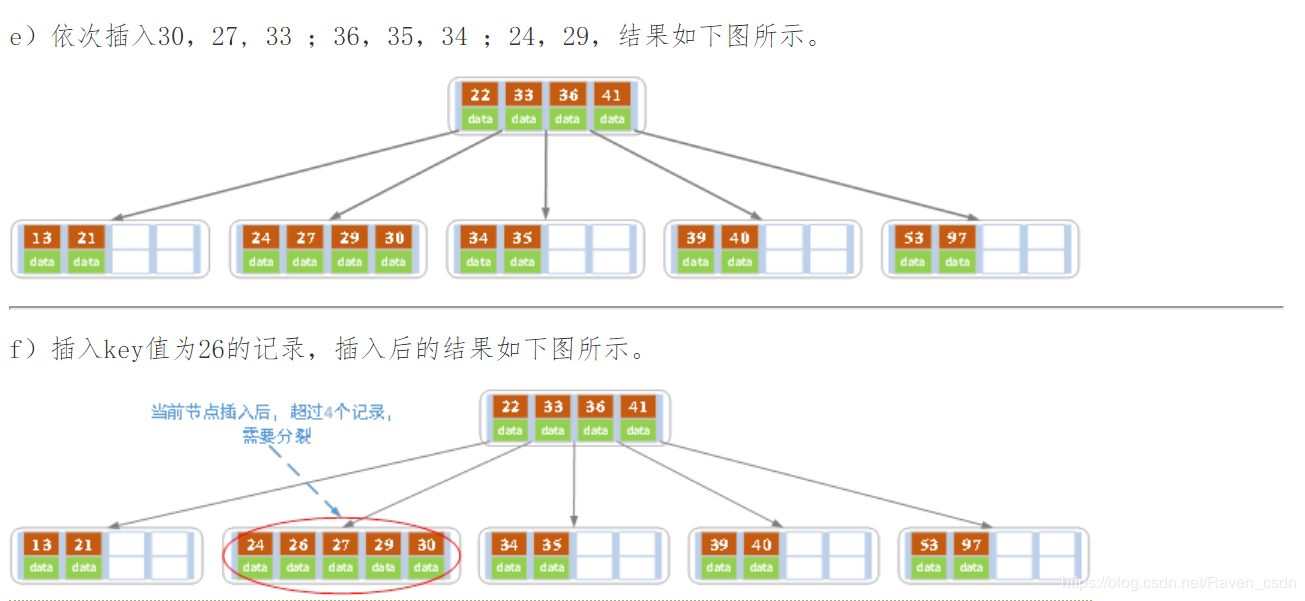 e）依次插入30，27，33 ；36，35，34 ；24，29，结果如下图所示。
22 33 36 41
data data data data
13 21 24 27 29 30 34 35 39 40 53 97
data data data data data data data data data data data data
f）插入key值为26的记录，插入后的结果如下图所示。
当前节点插入后，超过4个记录，
需要分裂
22 33 36 41
data data data data
13 21 24 26 27 29 30 34 35 39 40 53 97
data data data data data data data data data data data data data
https://blog.csdn.net/Raven_csdn